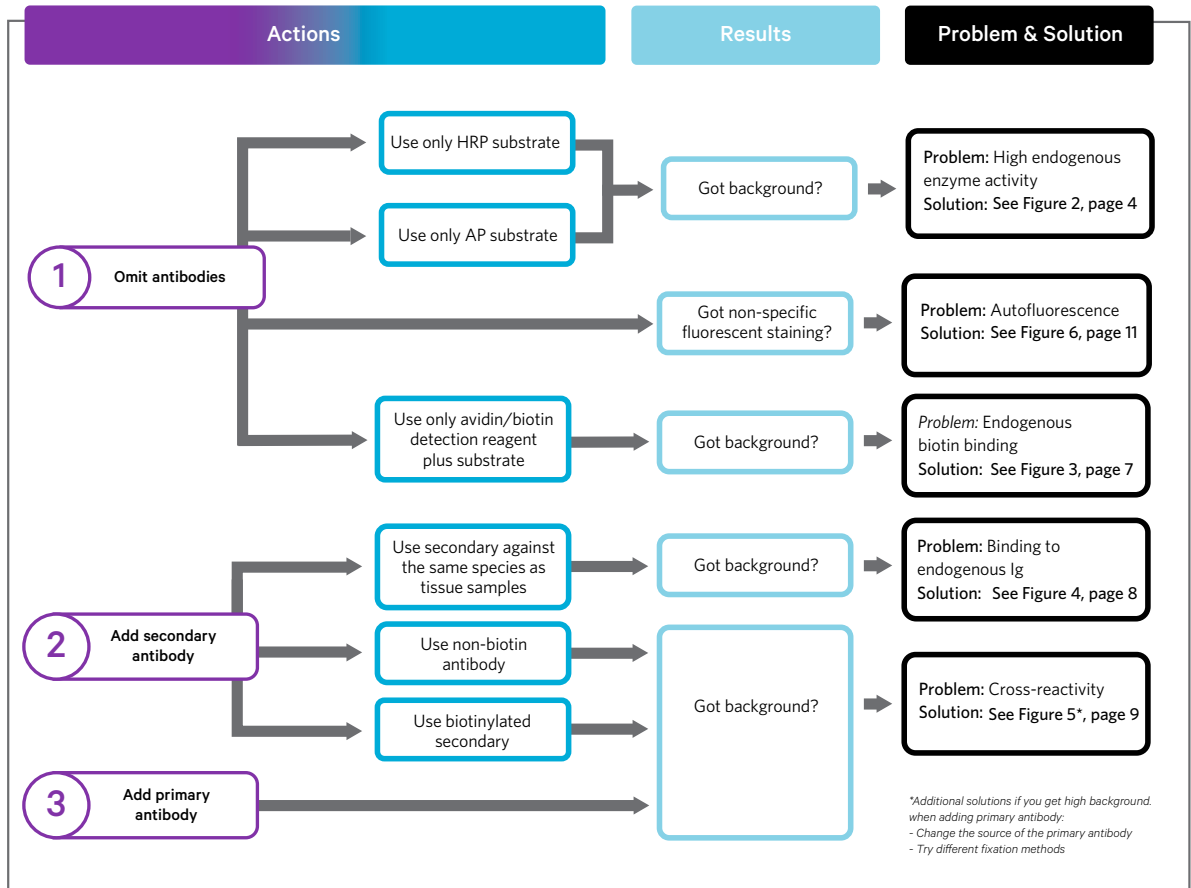 Actions
Results
Problem & Solution
1
Omit antibodies
Use only HRP substrate
Use only AP substrate
Got background?
Problem: High endogenous
enzyme activity
Solution: See Figure 2, page 4
Got non-specific
fluorescent staining?
Problem: Autofluorescence
Solution: See Figure 6, page 11
Use only avidin/biotin
detection reagent
plus substrate
Got background?
Problem: Endogenous
biotin binding
Solution: See Figure 3, page 7
2
Add secondary
antibody
Use secondary against
the same species as
tissue samples
Got background?
Problem: Binding to
endogenous Ig
Solution: See Figure 4, page 8
Use non-biotin
antibody
Use biotinylated
secondary
Got background?
Problem: Cross-reactivity
Solution: See Figure 5*, page 9
3
Add primary
antibody
*Additional solutions if you get high background.
when adding primary antibody:
- Change the source of the primary antibody
- Try different fixation methods